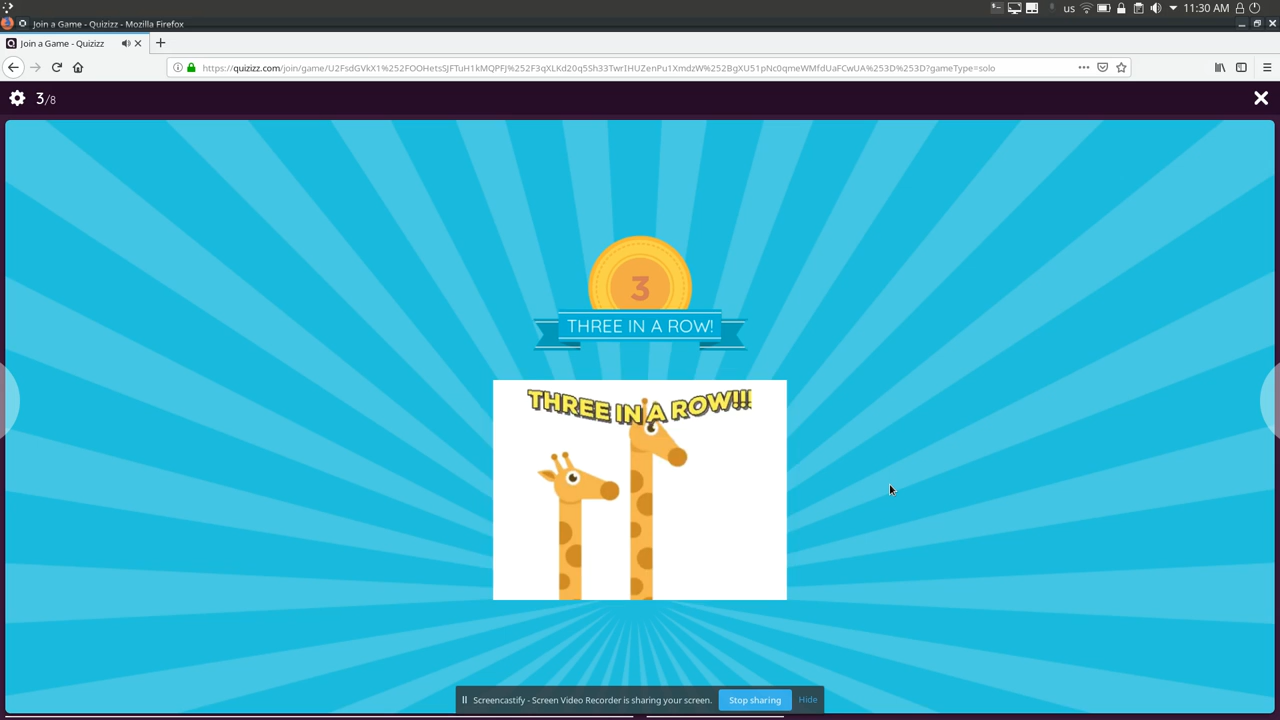 us 11:30 AM
Join a Game - Quizizz - Mozilla Firefox
Join a Game - Quizizz
https://quizizz.com/join/game/U2FsdGVkX1%252FOOHetsSJFTuH1kMQPFJ%252F3qXLKd20q5Sh33TwrIHUZenPu1XmdzW%252BgXU51pNc0qmeWMfdUaFCwUA%253D%253D?gameType=solo
3/8
3
THREE IN A ROW!
THREE IN A ROW!!!
Screencastify - Screen Video Recorder is sharing your screen. Stop sharing Hide